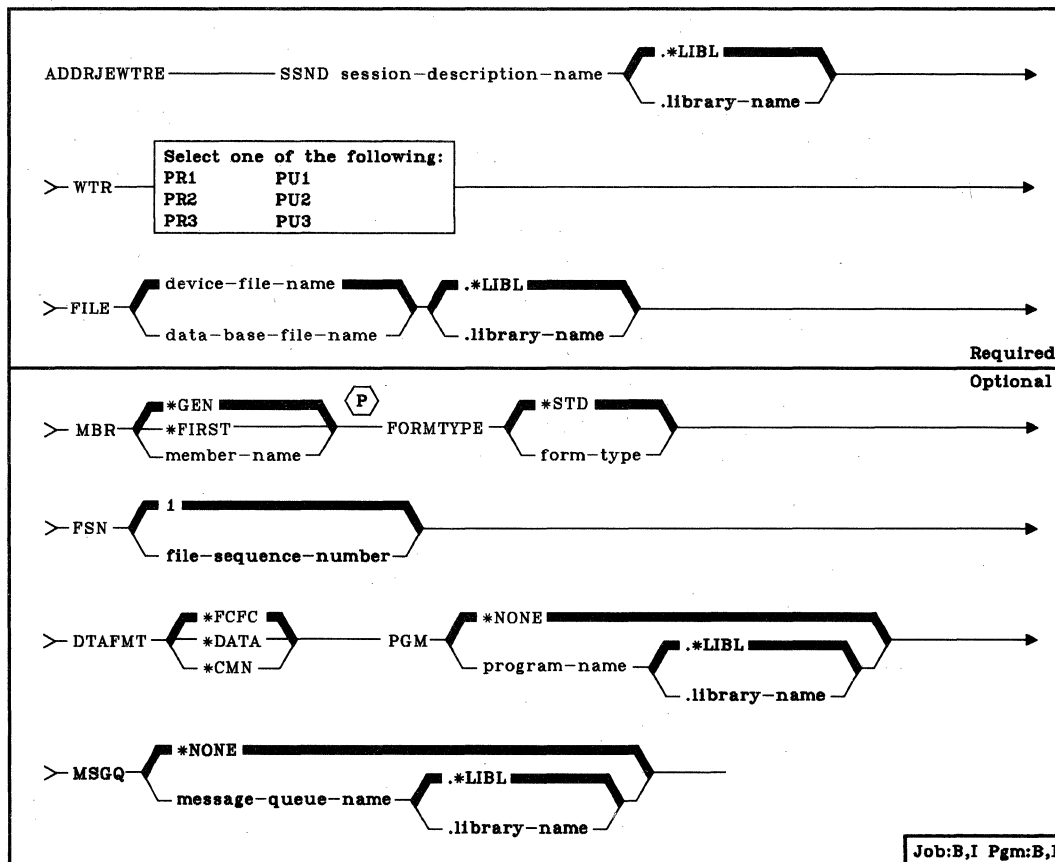 .*LIBL
ADDRJEWTRE SSND session-description-name
.library-name
Select one of the following:
PR1 PU1
WTR PR2 PU2
PR3 PU3
device-file-name .*LIBL
FILE
data-base-file-name .library-name
Required
Optional
*GEN P *STD
MBR *FIRST FORMTYPE
member-name form-type
1
FSN
file-sequence-number
*FCFC *NONE
DTAFMT *DATA PGM .*LIBL
*CMN program-name
.library-name
*NONE
MSGQ .*LIBL
message-queue-name
.library-name
Job:B,I Pgm:B,I